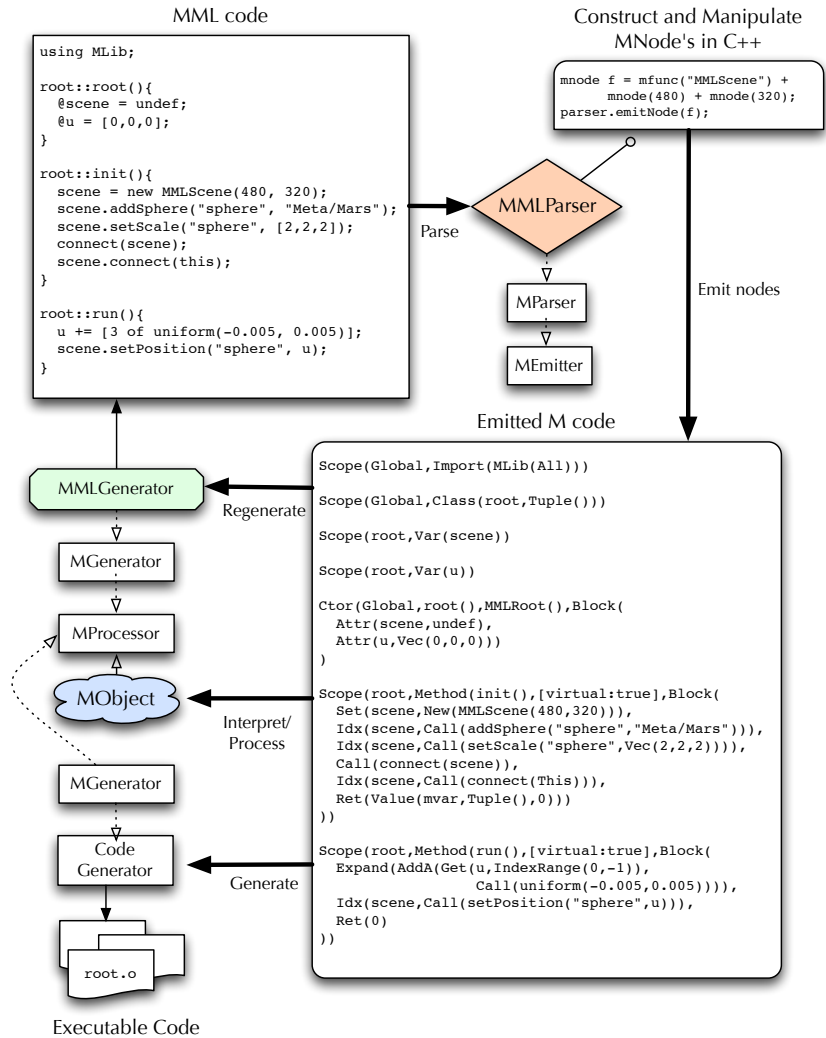 MML code
using MLib;
root::root(){
  @scene = undef;
  @u = [0,0,0];
}
root::init(){
  scene = new MMLScene(480, 320);
  scene.addSphere("sphere", "Meta/Mars");
  scene.setScale("sphere", [2,2,2]);
  connect(scene);
  scene.connect(this);
}
root::run(){
  u += [3 of uniform(-0.005, 0.005)];
  scene.setPosition("sphere", u);
}
Construct and Manipulate
MNode's in C++
mnode f = mfunc("MMLScene") +
      mnode(480) + mnode(320);
parser.emitNode(f);
Parse
MMLParser
MParser
MEmitter
Emit nodes
Emitted M code
Scope(Global,Import(MLib(All)))
Scope(Global,Class(root,Tuple()))
Scope(root,Var(scene))
Scope(root,Var(u))
Ctor(Global,root(),MMLRoot(),Block(
  Attr(scene,undef),
  Attr(u,Vec(0,0,0)))
)
Scope(root,Method(init(),[virtual:true],Block(
  Set(scene,New(MMLScene(480,320))),
  Idx(scene,Call(addSphere("sphere","Meta/Mars"))),
  Idx(scene,Call(setScale("sphere",Vec(2,2,2)))),
  Call(connect(scene)),
  Idx(scene,Call(connect(This))),
  Ret(Value(mvar,Tuple(),0)))
))
Scope(root,Method(run(),[virtual:true],Block(
  Expand(AddA(Get(u,IndexRange(0,-1)),
                  Call(uniform(-0.005,0.005)))),
  Idx(scene,Call(setPosition("sphere",u))),
  Ret(0)
))
Regenerate
MMLGenerator
MGenerator
MProcessor
MObject
Interpret/
Process
MGenerator
Code
Generator
Generate
root.o
Executable Code